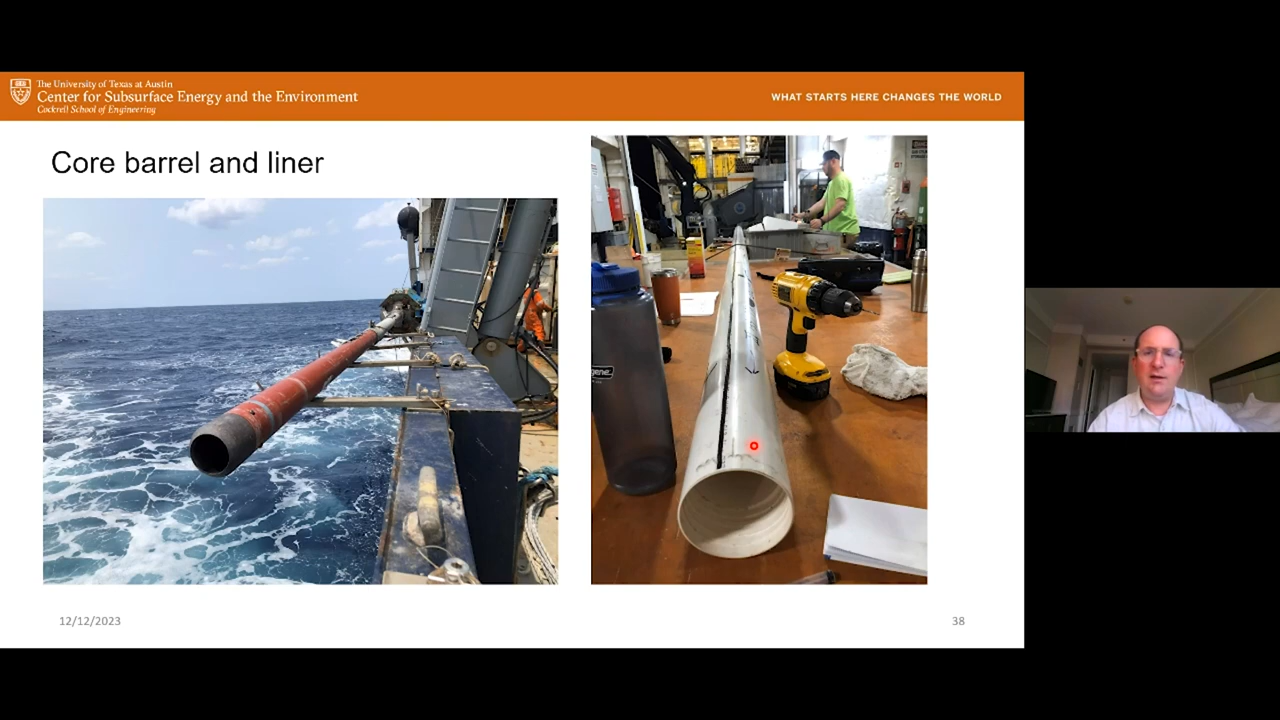 The University of Texas at Austin
Center for Subsurface Energy and the Environment
Cockrell School of Engineering
WHAT STARTS HERE CHANGES THE WORLD
Core barrel and liner
gene
12/12/2023
38